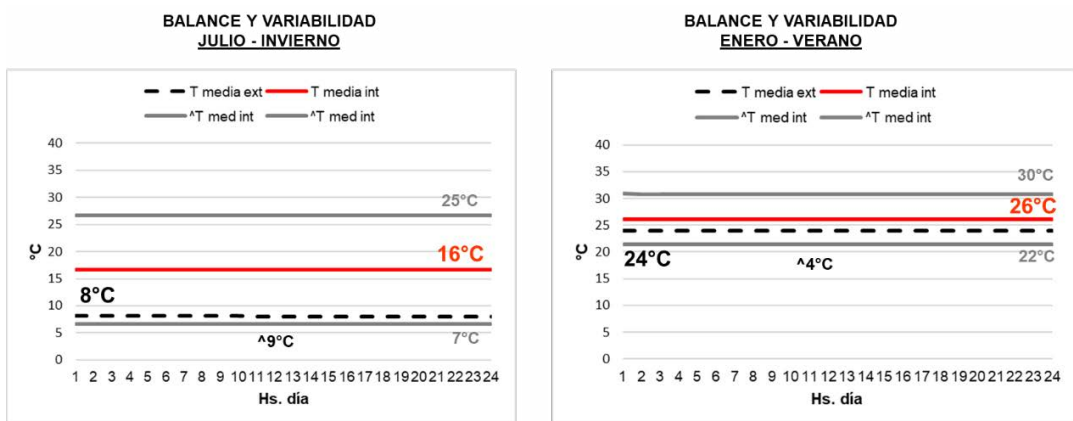 BALANCE Y VARIABILIDAD
JULIO - INVIERNO
T media ext
T media int
^T med int
^T med int
40
35
30
25
20
15
10
5
0
°C
25°C
16°C
8°C
^9°C
7°C
1 2 3 4 5 6 7 8 9 10 11 12 13 14 15 16 17 18 19 20 21 22 23 24
Hs. día
BALANCE Y VARIABILIDAD
ENERO - VERANO
T media ext
T media int
^T med int
^T med int
40
35
30
25
20
15
10
5
0
°C
30°C
26°C
24°C
^4°C
22°C
1 2 3 4 5 6 7 8 9 10 11 12 13 14 15 16 17 18 19 20 21 22 23 24
Hs. día